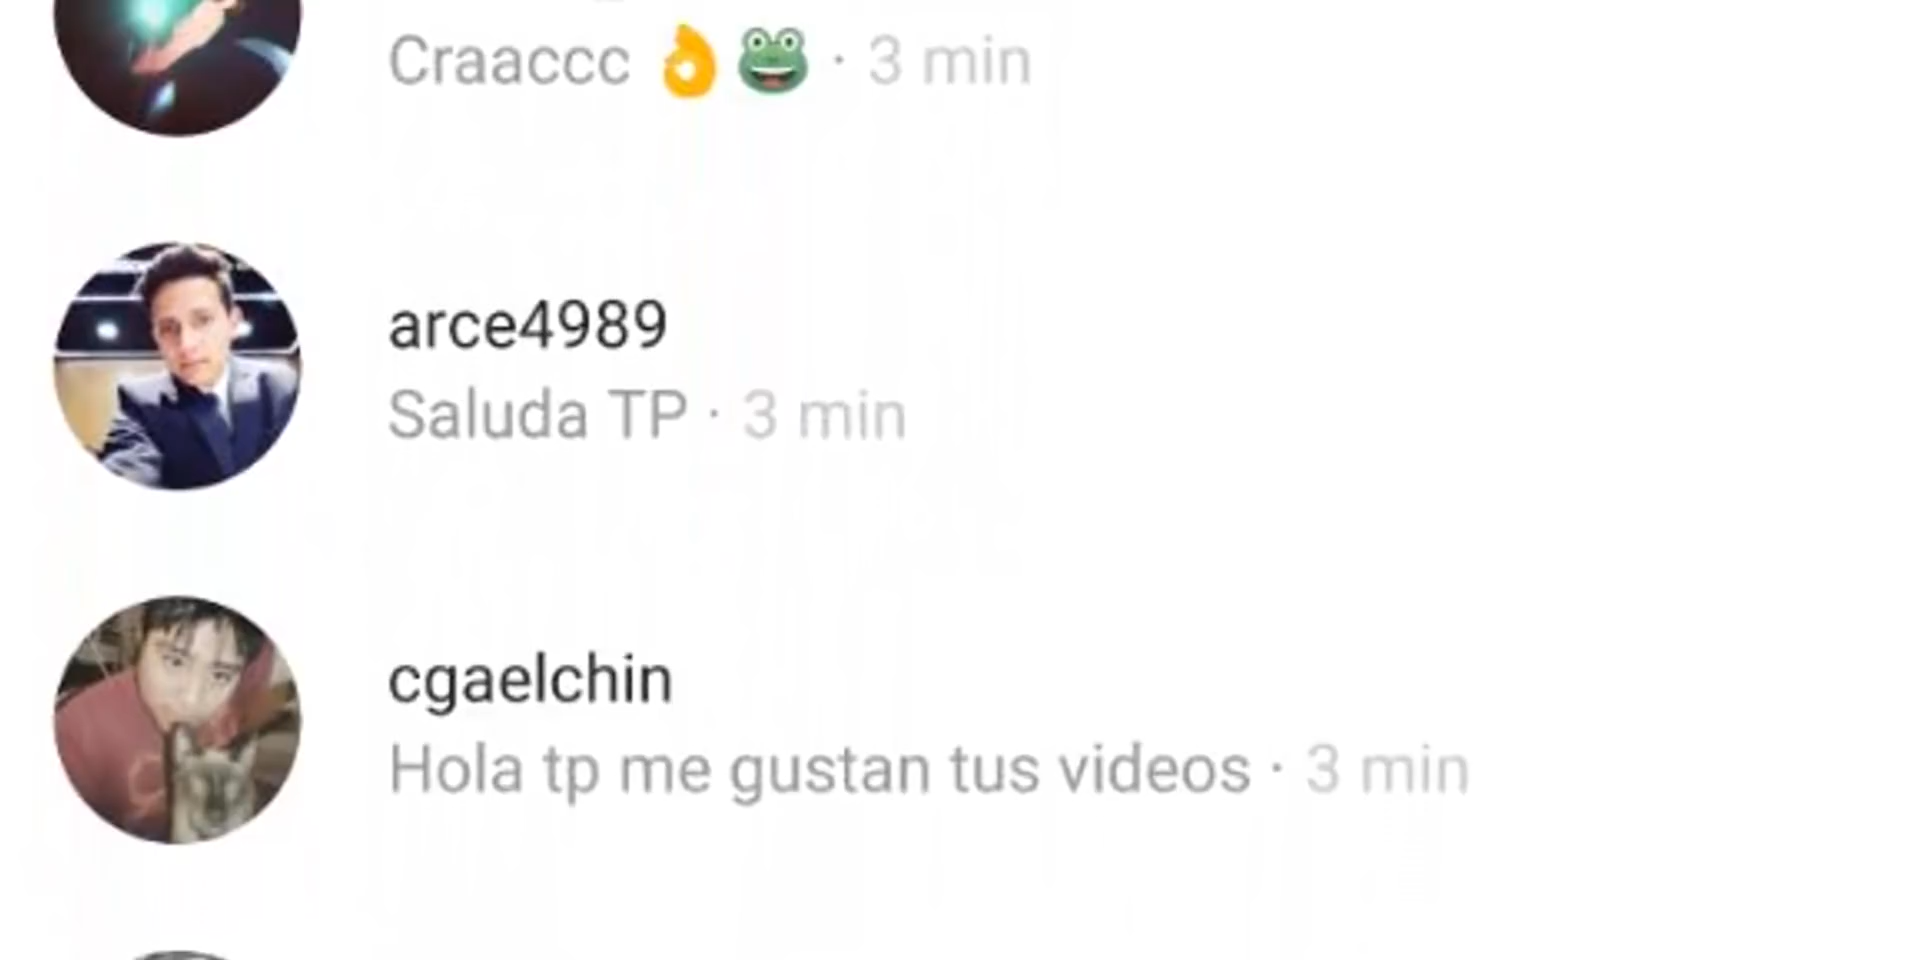 Craaccc 👌🐸 · 3 min
arce4989
Saluda TP · 3 min
cgaelchin
Hola tp me gustan tus videos · 3 min